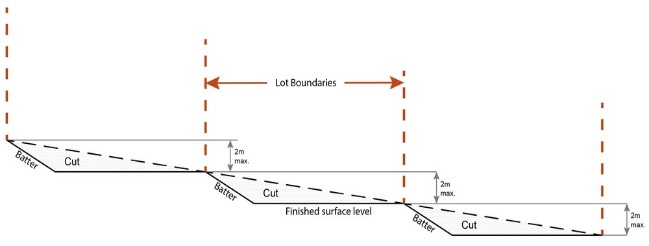 Lot Boundaries
2m
max.
Batter
Cut
2m
max.
Batter
Cut
Finished surface level
2m
max.
Batter
Cut